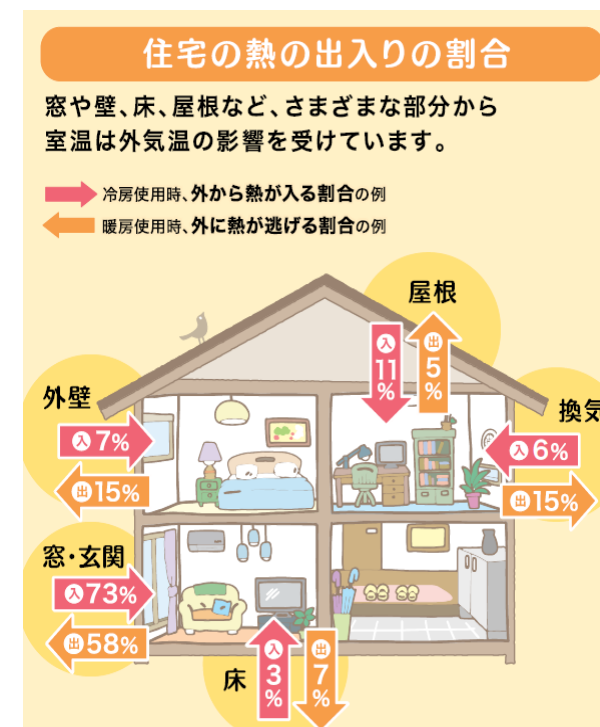 住宅の熱の出入りの割合
窓や壁、床、屋根など、さまざまな部分から
室温は外気温の影響を受けています。
冷房使用時、外から熱が入る割合の例
暖房使用時、外に熱が逃げる割合の例
屋根
入11%
出5%
外壁
入7%
出15%
換気
入6%
出15%
窓・玄関
入73%
出58%
床
入3%
出7%